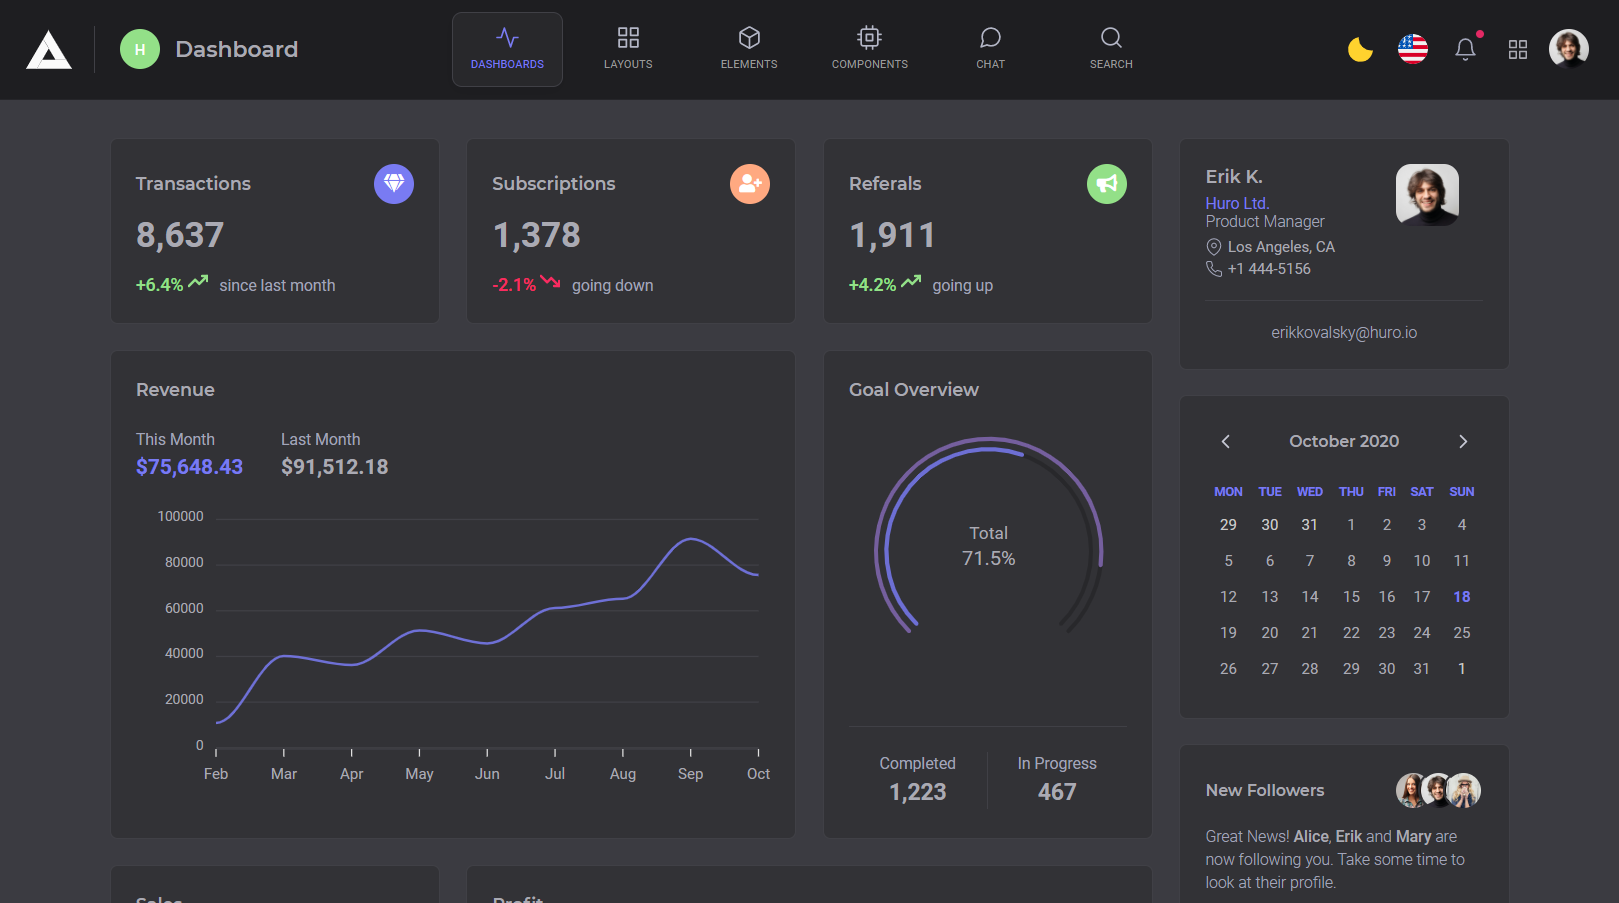 H
Dashboard
DASHBOARDS
LAYOUTS
ELEMENTS
COMPONENTS
CHAT
SEARCH
Transactions
8,637
+6.4% since last month
Subscriptions
1,378
-2.1% going down
Referals
1,911
+4.2% going up
Erik K.
Huro Ltd.
Product Manager
Los Angeles, CA
+1 444-5156
erikkovalsky@huro.io
Revenue
This Month Last Month
$75,648.43 $91,512.18
100000
80000
60000
40000
20000
0
Feb Mar Apr May Jun Jul Aug Sep Oct
Goal Overview
Total
71.5%
Completed In Progress
1,223 467
October 2020
MON TUE WED THU FRI SAT SUN
29 30 31 1 2 3 4
5 6 7 8 9 10 11
12 13 14 15 16 17 18
19 20 21 22 23 24 25
26 27 28 29 30 31 1
New Followers
Great News! Alice, Erik and Mary are
now following you. Take some time to
look at their profile.
Sales
Profit